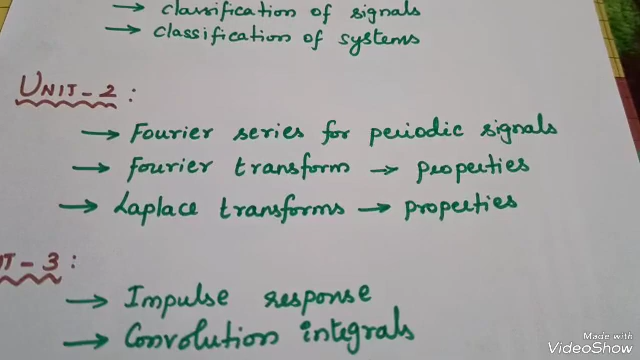 → classification of signals
→ classification of systems
UNIT-2 :
→ Fourier series for periodic signals
→ Fourier transform → properties
→ Laplace transforms → properties
IT-3 :
→ Impulse response
→ Convolution integrals
Made with
VideoShow